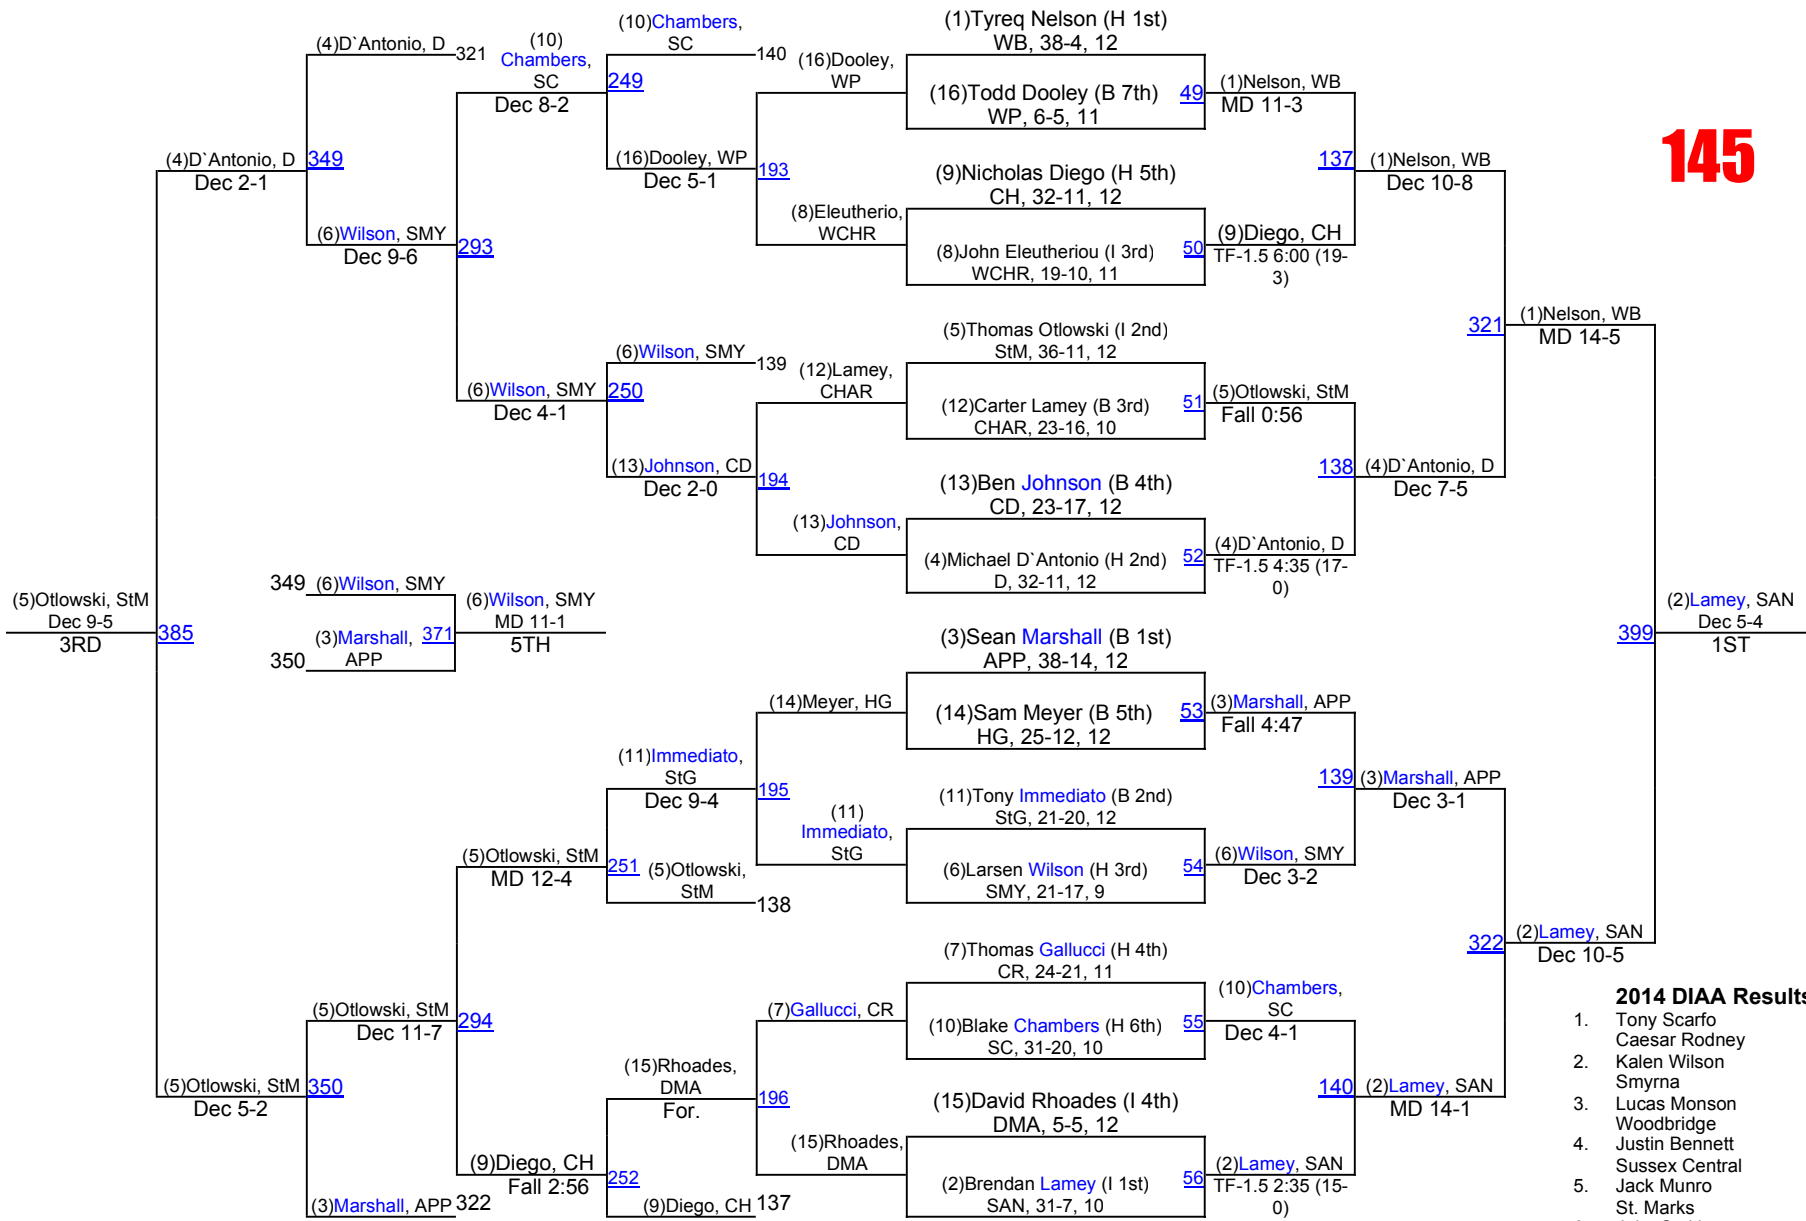 145
(1)Tyreq Nelson (H 1st)
WB, 38-4, 12
(16)Todd Dooley (B 7th)
WP, 6-5, 11
49
(9)Nicholas Diego (H 5th)
CH, 32-11, 12
(8)John Eleutheriou (I 3rd)
WCHR, 19-10, 11
50
(5)Thomas Otlowski (I 2nd)
StM, 36-11, 12
(12)Carter Lamey (B 3rd)
CHAR, 23-16, 10
51
(13)Ben Johnson (B 4th)
CD, 23-17, 12
(4)Michael D`Antonio (H 2nd)
D, 32-11, 12
52
(3)Sean Marshall (B 1st)
APP, 38-14, 12
(14)Sam Meyer (B 5th)
HG, 25-12, 12
53
(11)Tony Immediato (B 2nd)
StG, 21-20, 12
(6)Larsen Wilson (H 3rd)
SMY, 21-17, 9
54
(7)Thomas Gallucci (H 4th)
CR, 24-21, 11
(10)Blake Chambers (H 6th)
SC, 31-20, 10
55
(15)David Rhoades (I 4th)
DMA, 5-5, 12
(2)Brendan Lamey (I 1st)
SAN, 31-7, 10
56
(1)Nelson, WB
MD 11-3
137
(9)Diego, CH
TF-1.5 6:00 (19-
3)
(5)Otlowski, StM
Fall 0:56
138
(4)D`Antonio, D
TF-1.5 4:35 (17-
0)
(3)Marshall, APP
Fall 4:47
139
(6)Wilson, SMY
Dec 3-2
(10)Chambers,
SC
Dec 4-1
140
(2)Lamey, SAN
TF-1.5 2:35 (15-
0)
(1)Nelson, WB
Dec 10-8
321
(4)D`Antonio, D
Dec 7-5
(3)Marshall, APP
Dec 3-1
322
(2)Lamey, SAN
MD 14-1
(1)Nelson, WB
MD 14-5
399
(2)Lamey, SAN
Dec 10-5
(2)Lamey, SAN
Dec 5-4
1ST
(16)Dooley,
WP
193
(8)Eleutherio,
WCHR
(12)Lamey,
CHAR
194
(13)Johnson,
CD
(14)Meyer, HG
195
(11)
Immediato,
StG
(7)Gallucci, CR
196
(15)Rhoades,
DMA
(10)Chambers,
SC
140
249
(16)Dooley, WP
Dec 5-1
(6)Wilson, SMY
139
250
(13)Johnson, CD
Dec 2-0
(11)Immediato,
StG
Dec 9-4
251
(5)Otlowski,
StM
138
(15)Rhoades,
DMA
For.
252
(9)Diego, CH
137
(10)
Chambers,
SC
Dec 8-2
293
(6)Wilson, SMY
Dec 4-1
(5)Otlowski, StM
MD 12-4
294
(9)Diego, CH
Fall 2:56
(4)D`Antonio, D
321
349
(6)Wilson, SMY
Dec 9-6
(5)Otlowski, StM
Dec 11-7
350
(3)Marshall, APP
322
(4)D`Antonio, D
Dec 2-1
385
(5)Otlowski, StM
Dec 5-2
(5)Otlowski, StM
Dec 9-5
3RD
349
(6)Wilson, SMY
371
350
(3)Marshall,
APP
(6)Wilson, SMY
MD 11-1
5TH
2014 DIAA Results
1. Tony Scarfo
Caesar Rodney
2. Kalen Wilson
Smyrna
3. Lucas Monson
Woodbridge
4. Justin Bennett
Sussex Central
5. Jack Munro
St. Marks